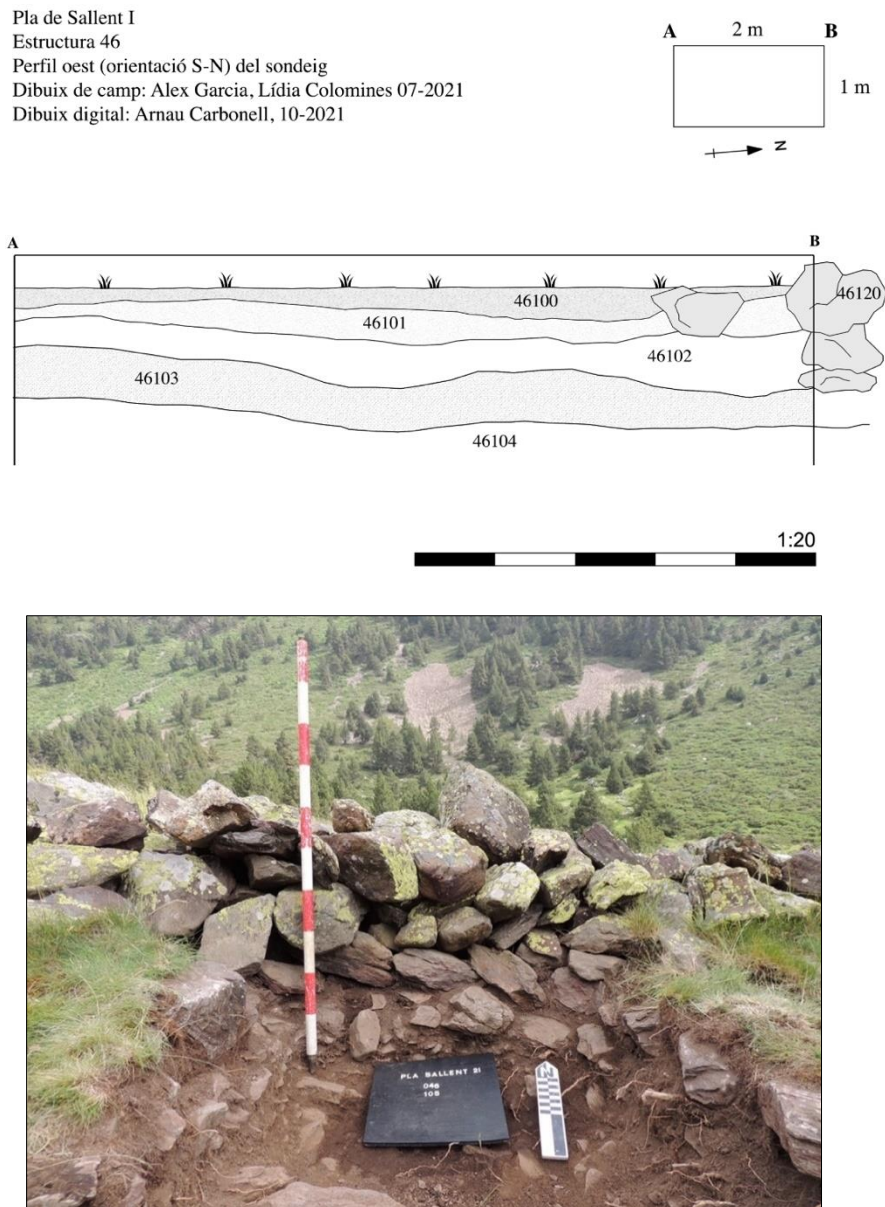 Pla de Sallent I
Estructura 46
Perfil oest (orientació S-N) del sondeig
Dibuix de camp: Alex Garcia, Lídia Colomines 07-2021
Dibuix digital: Arnau Carbonell, 10-2021
A 2 m B
1 m
N
A B
46100
46120
46101
46102
46103
46104
1:20
PLA SALLENT 21
046
N